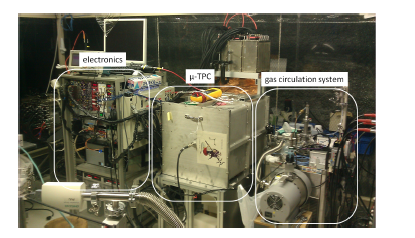 electronics
μ-TPC
gas circulation system